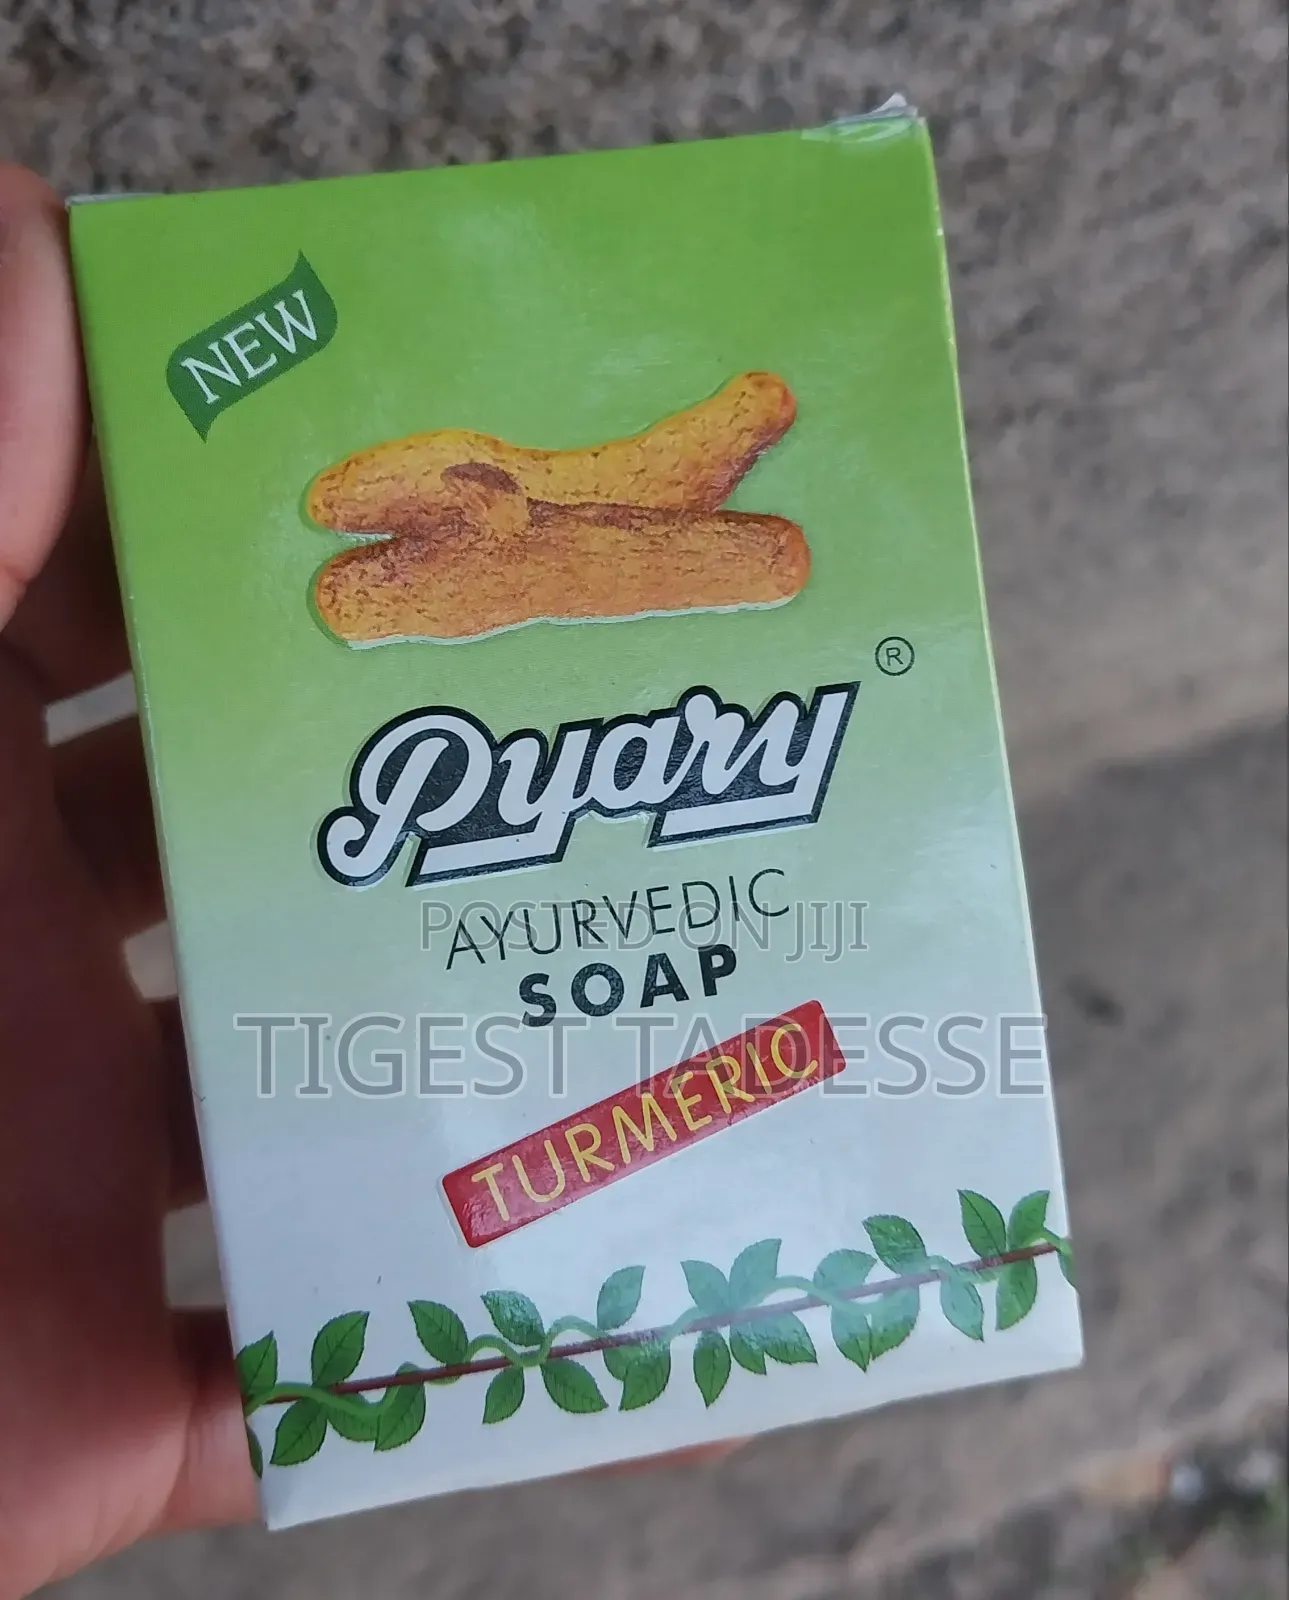 NEW
Pyary ®
AYURVEDIC
POSTED ON JIJI
SOAP
TIGEST TADESSE
TURMERIC